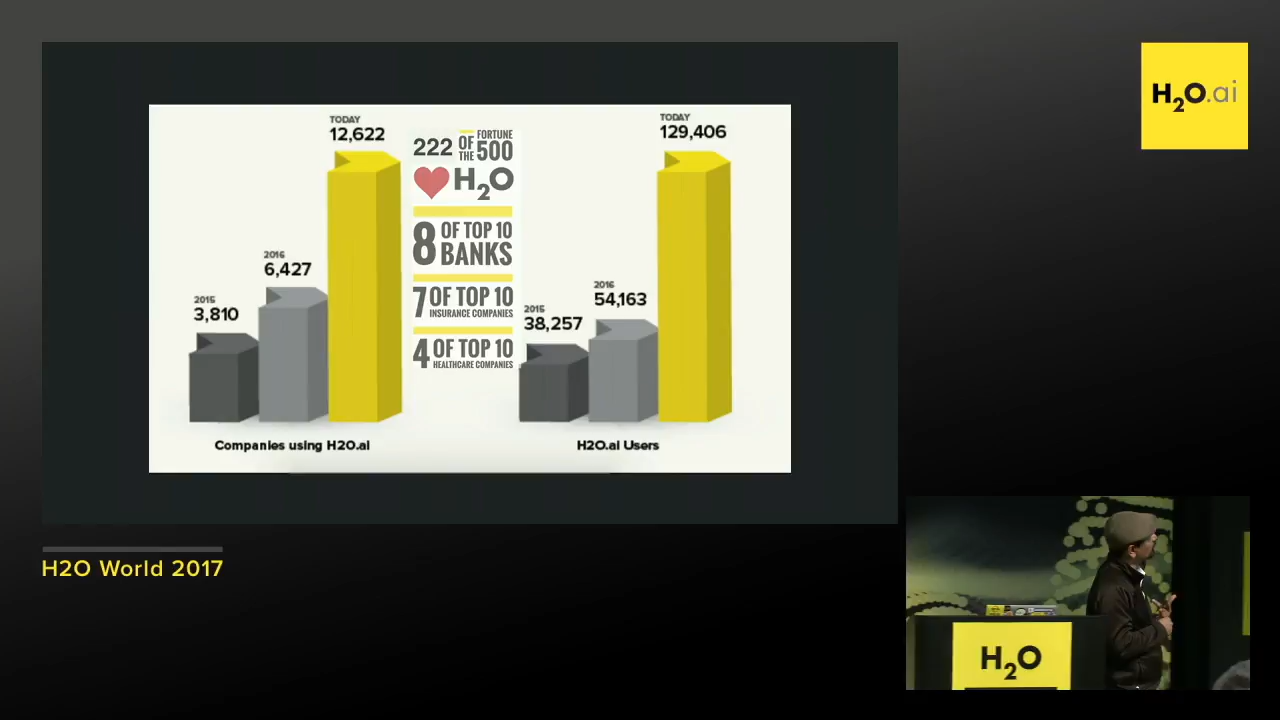 H2O.ai
TODAY
12,622
2016
6,427
2015
3,810
Companies using H2O.ai
222 OF THE FORTUNE 500
H2O
8 OF TOP 10 BANKS
7 OF TOP 10 INSURANCE COMPANIES
4 OF TOP 10 HEALTHCARE COMPANIES
TODAY
129,406
2016
54,163
2015
38,257
H2O.ai Users
H2O World 2017
H2O